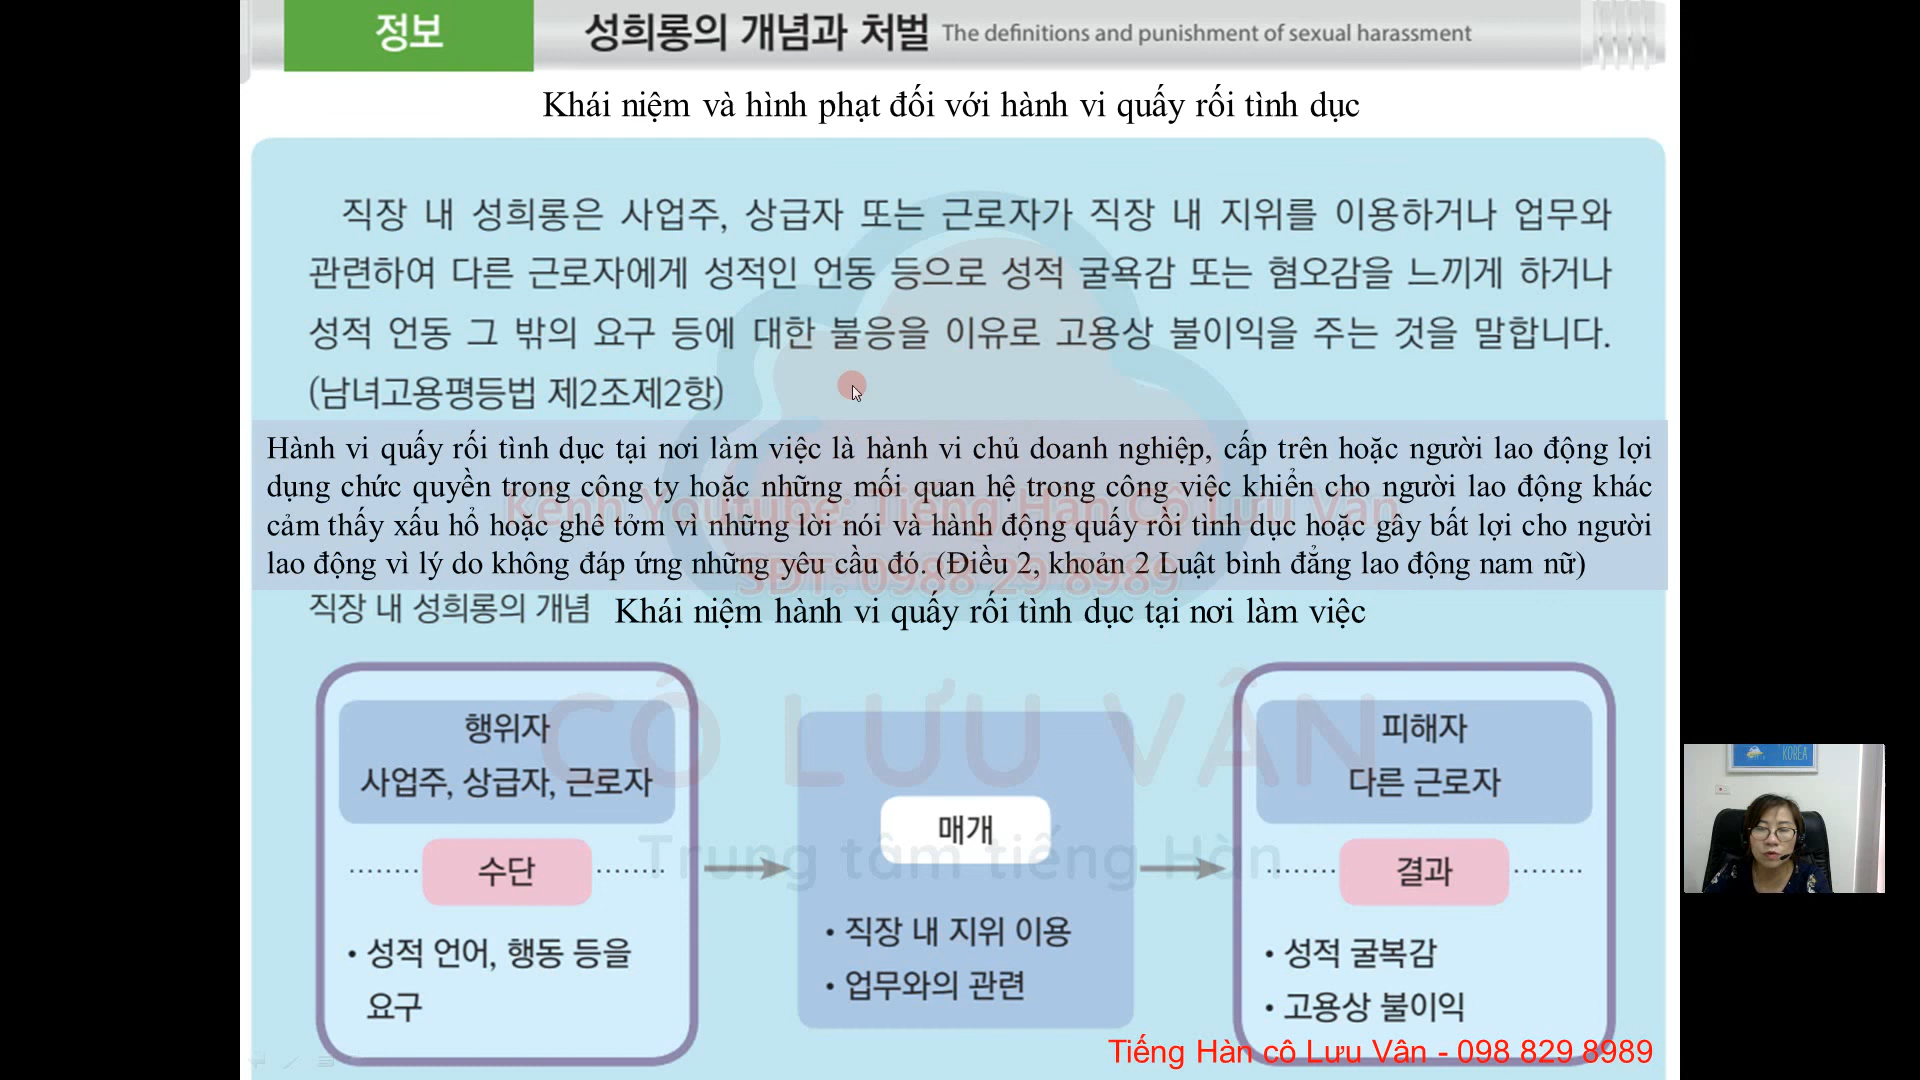 정보
성희롱의 개념과 처벌 The definitions and punishment of sexual harassment
Khái niệm và hình phạt đối với hành vi quấy rối tình dục
직장 내 성희롱은 사업주, 상급자 또는 근로자가 직장 내 지위를 이용하거나 업무와
관련하여 다른 근로자에게 성적인 언동 등으로 성적 굴욕감 또는 혐오감을 느끼게 하거나
성적 언동 그 밖의 요구 등에 대한 불응을 이유로 고용상 불이익을 주는 것을 말합니다.
(남녀고용평등법 제2조제2항)
Hành vi quấy rối tình dục tại nơi làm việc là hành vi chủ doanh nghiệp, cấp trên hoặc người lao động lợi
dụng chức quyền trong công ty hoặc những mối quan hệ trong công việc khiển cho người lao động khác
cảm thấy xấu hổ hoặc ghê tởm vì những lời nói và hành động quấy rối tình dục hoặc gây bất lợi cho người
lao động vì lý do không đáp ứng những yêu cầu đó. (Điều 2, khoản 2 Luật bình đẳng lao động nam nữ)
Kênh Youtube: Tiếng Hàn Cô Lưu Vân
SĐT: 0988 29 8989
직장 내 성희롱의 개념 Khái niệm hành vi quấy rối tình dục tại nơi làm việc
CÔ LƯU VÂN
Trung tâm tiếng Hàn
행위자
사업주, 상급자, 근로자
수단
• 성적 언어, 행동 등을
요구
매개
• 직장 내 지위 이용
• 업무와의 관련
피해자
다른 근로자
결과
• 성적 굴복감
• 고용상 불이익
Tiếng Hàn cô Lưu Vân - 098 829 8989
KOREA